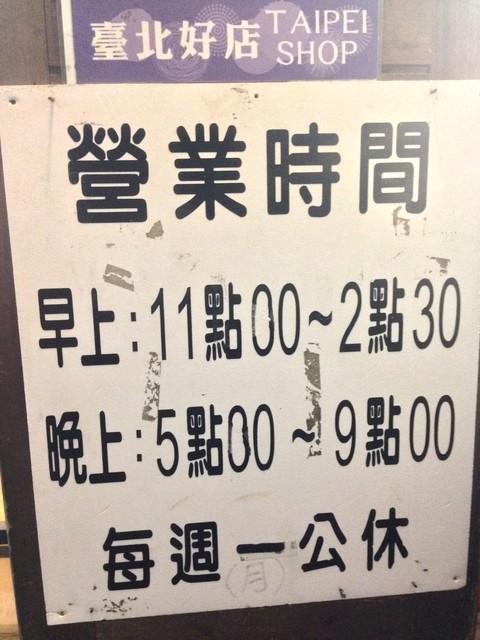 臺北好店 TAIPEI SHOP
營業時間
早上:11點00~2點30
晚上:5點00~9點00
每週一公休
(月)